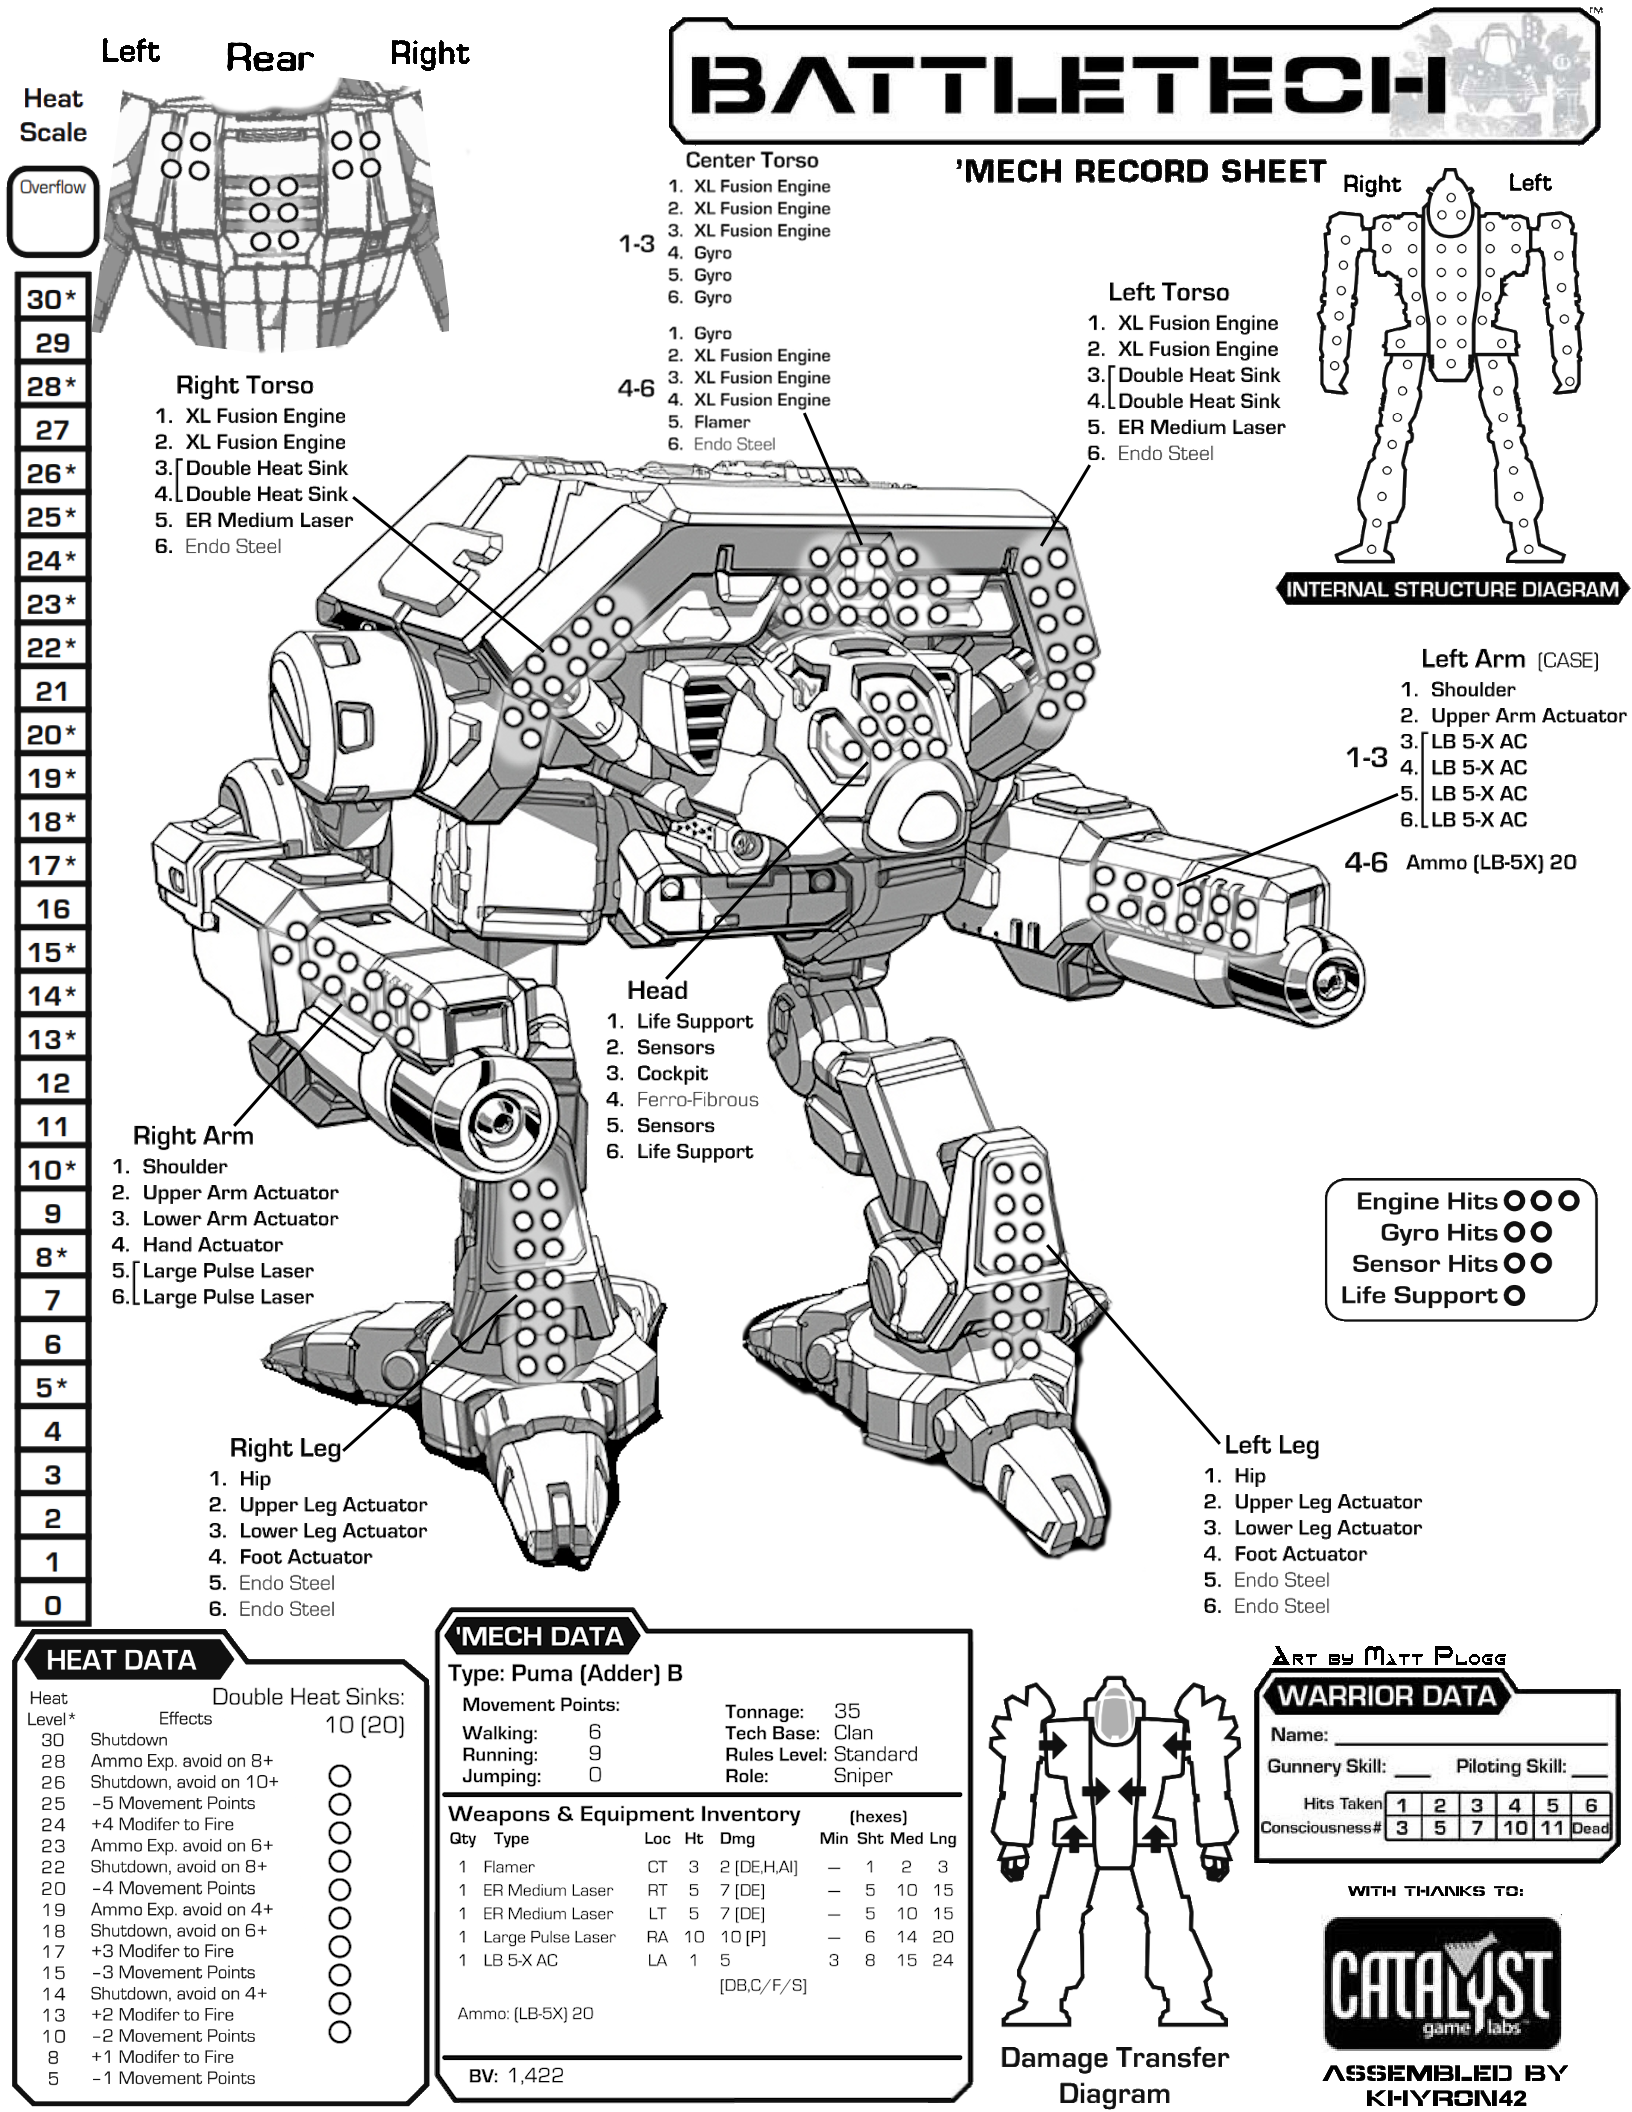 Left Rear Right
Heat
Scale
Overflow
30*
29
28*
27
26*
25*
24*
23*
22*
21
20*
19*
18*
17*
16
15*
14*
13*
12
11
10*
9
8*
7
6
5*
4
3
2
1
0
BATTLETECH™
'MECH RECORD SHEET
Center Torso
1-3
1. XL Fusion Engine
2. XL Fusion Engine
3. XL Fusion Engine
4. Gyro
5. Gyro
6. Gyro
4-6
1. Gyro
2. XL Fusion Engine
3. XL Fusion Engine
4. XL Fusion Engine
5. Flamer
6. Endo Steel
Right Left
INTERNAL STRUCTURE DIAGRAM
Left Torso
1. XL Fusion Engine
2. XL Fusion Engine
3. Double Heat Sink
4. Double Heat Sink
5. ER Medium Laser
6. Endo Steel
Right Torso
1. XL Fusion Engine
2. XL Fusion Engine
3. Double Heat Sink
4. Double Heat Sink
5. ER Medium Laser
6. Endo Steel
Left Arm (CASE)
1-3
1. Shoulder
2. Upper Arm Actuator
3. LB 5-X AC
4. LB 5-X AC
5. LB 5-X AC
6. LB 5-X AC
4-6 Ammo (LB-5X) 20
Head
1. Life Support
2. Sensors
3. Cockpit
4. Ferro-Fibrous
5. Sensors
6. Life Support
Right Arm
1. Shoulder
2. Upper Arm Actuator
3. Lower Arm Actuator
4. Hand Actuator
5. Large Pulse Laser
6. Large Pulse Laser
Engine Hits
Gyro Hits
Sensor Hits
Life Support
Right Leg
1. Hip
2. Upper Leg Actuator
3. Lower Leg Actuator
4. Foot Actuator
5. Endo Steel
6. Endo Steel
Left Leg
1. Hip
2. Upper Leg Actuator
3. Lower Leg Actuator
4. Foot Actuator
5. Endo Steel
6. Endo Steel
HEAT DATA
Heat
Level* Effects
Double Heat Sinks:
10 (20)
30 Shutdown
28 Ammo Exp. avoid on 8+
26 Shutdown, avoid on 10+
25 -5 Movement Points
24 +4 Modifer to Fire
23 Ammo Exp. avoid on 6+
22 Shutdown, avoid on 8+
20 -4 Movement Points
19 Ammo Exp. avoid on 4+
18 Shutdown, avoid on 6+
17 +3 Modifer to Fire
15 -3 Movement Points
14 Shutdown, avoid on 4+
13 +2 Modifer to Fire
10 -2 Movement Points
8 +1 Modifer to Fire
5 -1 Movement Points
'MECH DATA
Type: Puma (Adder) B
Movement Points:
Walking: 6
Running: 9
Jumping: 0
Tonnage: 35
Tech Base: Clan
Rules Level: Standard
Role: Sniper
Weapons & Equipment Inventory (hexes)
Qty Type Loc Ht Dmg Min Sht Med Lng
1 Flamer CT 3 2 [DE,H,AI] — 1 2 3
1 ER Medium Laser RT 5 7 [DE] — 5 10 15
1 ER Medium Laser LT 5 7 [DE] — 5 10 15
1 Large Pulse Laser RA 10 10 [P] — 6 14 20
1 LB 5-X AC LA 1 5 3 8 15 24
[DB,C/F/S]
Ammo: (LB-5X) 20
BV: 1,422
Damage Transfer
Diagram
Art by Matt Plogg
WARRIOR DATA
Name:
Gunnery Skill: Piloting Skill:
Hits Taken 1 2 3 4 5 6
Consciousness# 3 5 7 10 11 Dead
WITH THANKS TO:
CATALYST
game labs™
ASSEMBLED BY
KHYRON42